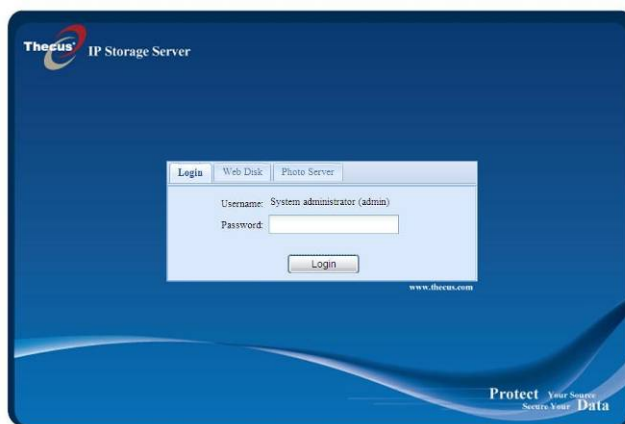 Thecus IP Storage Server
Login Web Disk Photo Server
Username: System administrator (admin)
Password:
Login
www.thecus.com
Protect Your Source
Secure Your Data